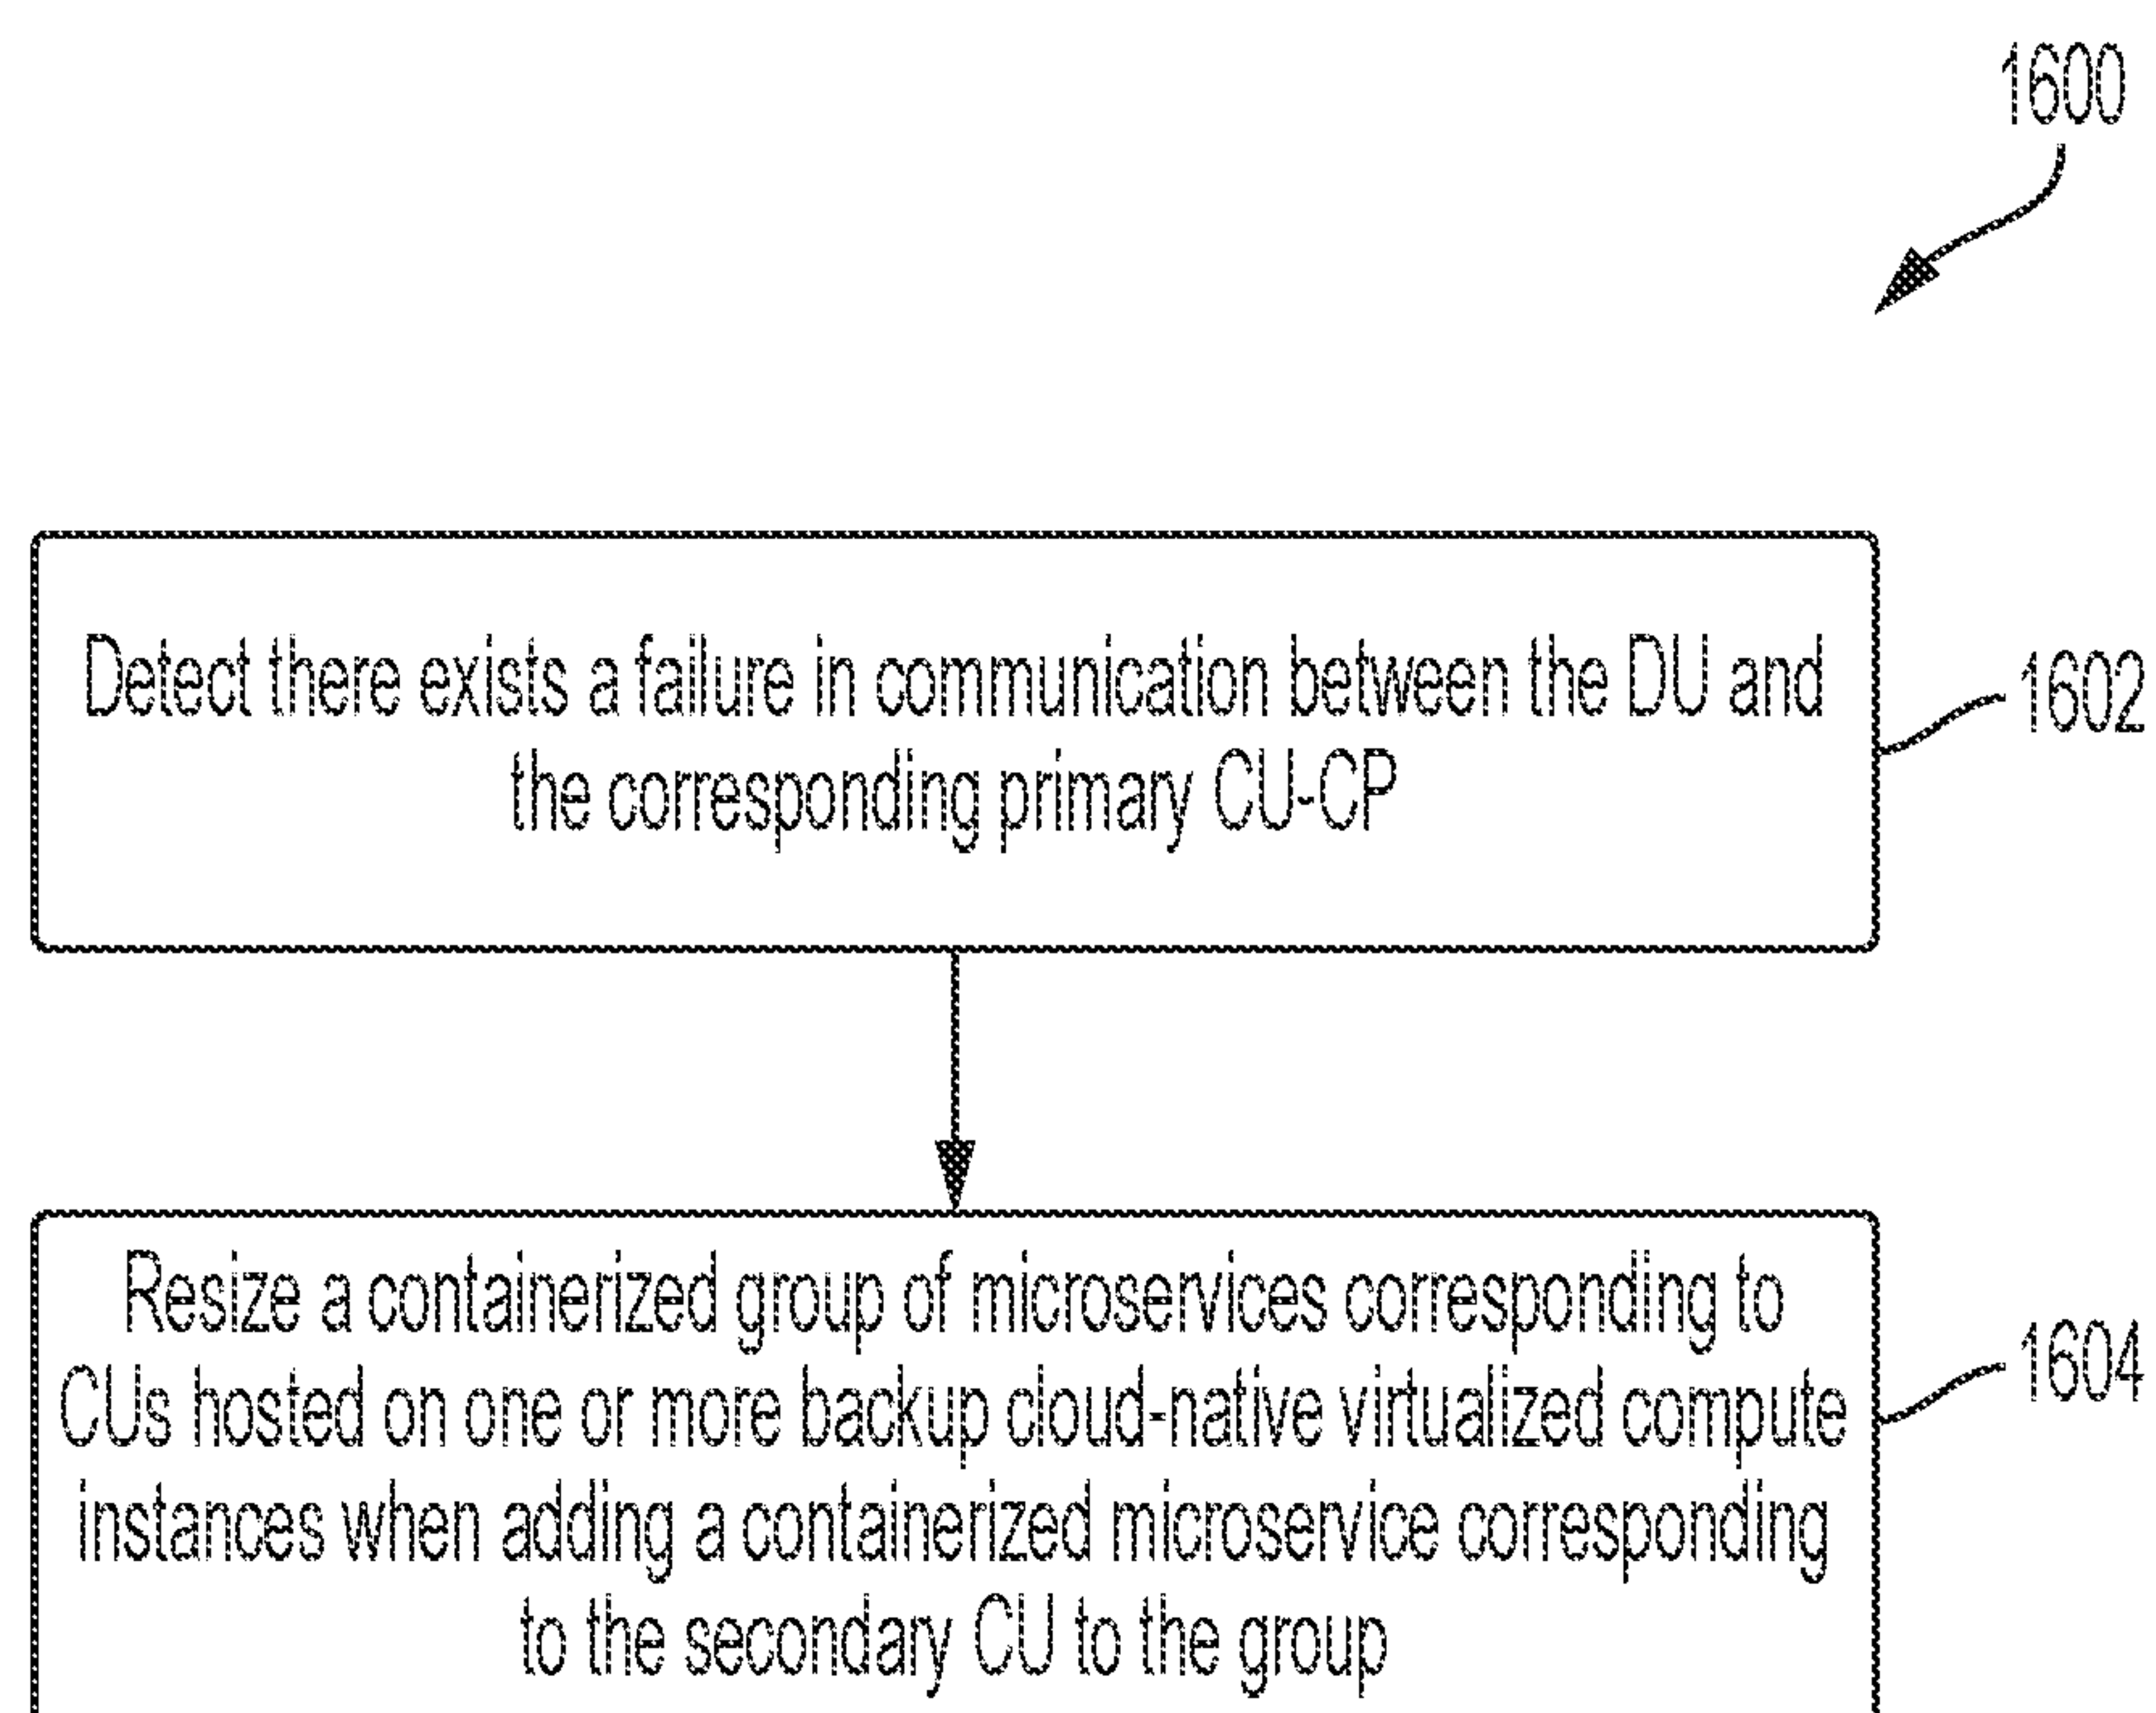 1600
Detect there exists a failure in communication between the DU and
the corresponding primary CU-CP
1602
Resize a containerized group of microservices corresponding to
CUs hosted on one or more backup cloud-native virtualized compute
instances when adding a containerized microservice corresponding
to the secondary CU to the group
1604